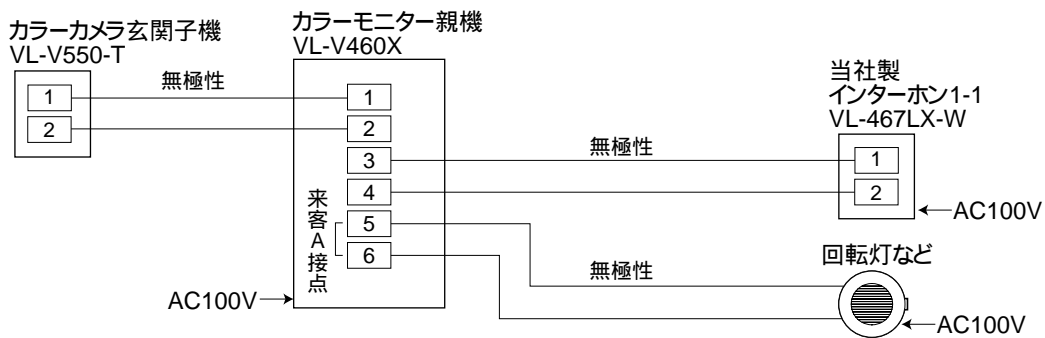 カラーカメラ玄関子機
VL-V550-T
1
2
無極性
カラーモニター親機
VL-V460X
1
2
3
4
5
6
来客A接点
AC100V
無極性
当社製
インターホン1-1
VL-467LX-W
1
2
AC100V
無極性
回転灯など
AC100V